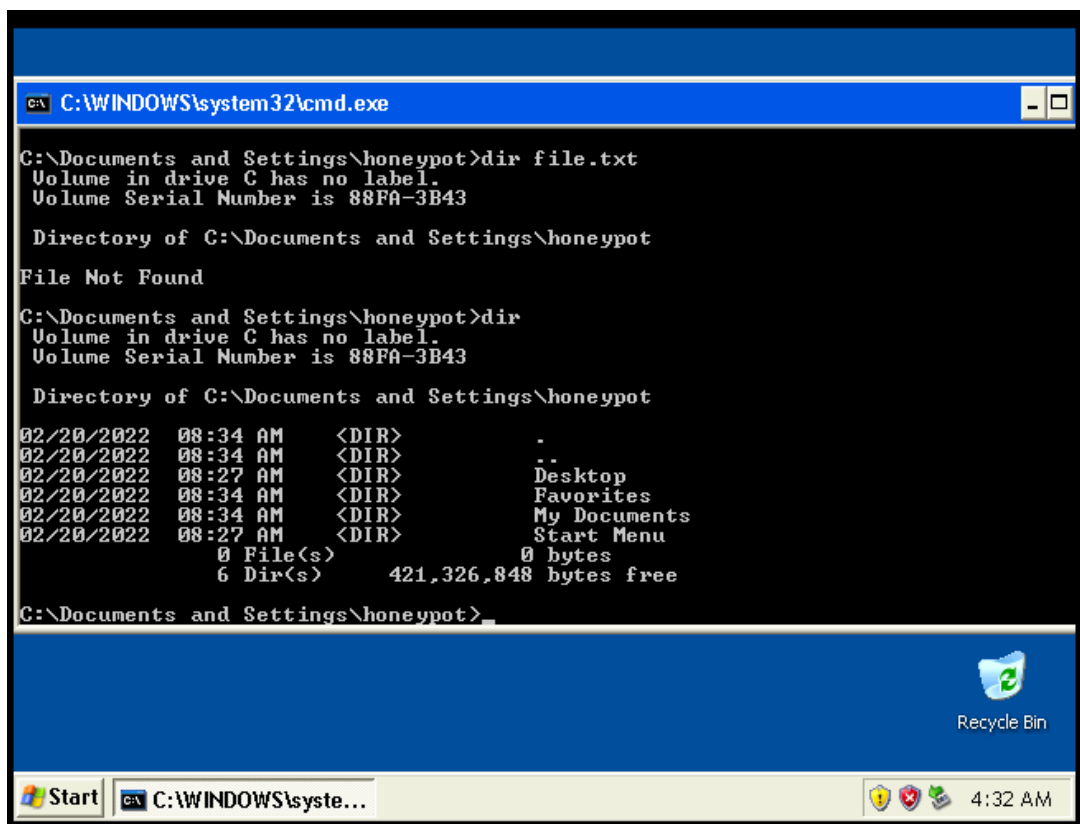 C:\WINDOWS\system32\cmd.exe
C:\Documents and Settings\honeypot>dir file.txt
 Volume in drive C has no label.
 Volume Serial Number is 88FA-3B43
 Directory of C:\Documents and Settings\honeypot
File Not Found
C:\Documents and Settings\honeypot>dir
 Volume in drive C has no label.
 Volume Serial Number is 88FA-3B43
 Directory of C:\Documents and Settings\honeypot
02/20/2022  08:34 AM    <DIR>          .
02/20/2022  08:34 AM    <DIR>          ..
02/20/2022  08:27 AM    <DIR>          Desktop
02/20/2022  08:34 AM    <DIR>          Favorites
02/20/2022  08:34 AM    <DIR>          My Documents
02/20/2022  08:27 AM    <DIR>          Start Menu
               0 File(s)              0 bytes
               6 Dir(s)     421,326,848 bytes free
C:\Documents and Settings\honeypot>_
Recycle Bin
Start
C:\WINDOWS\syste...
4:32 AM